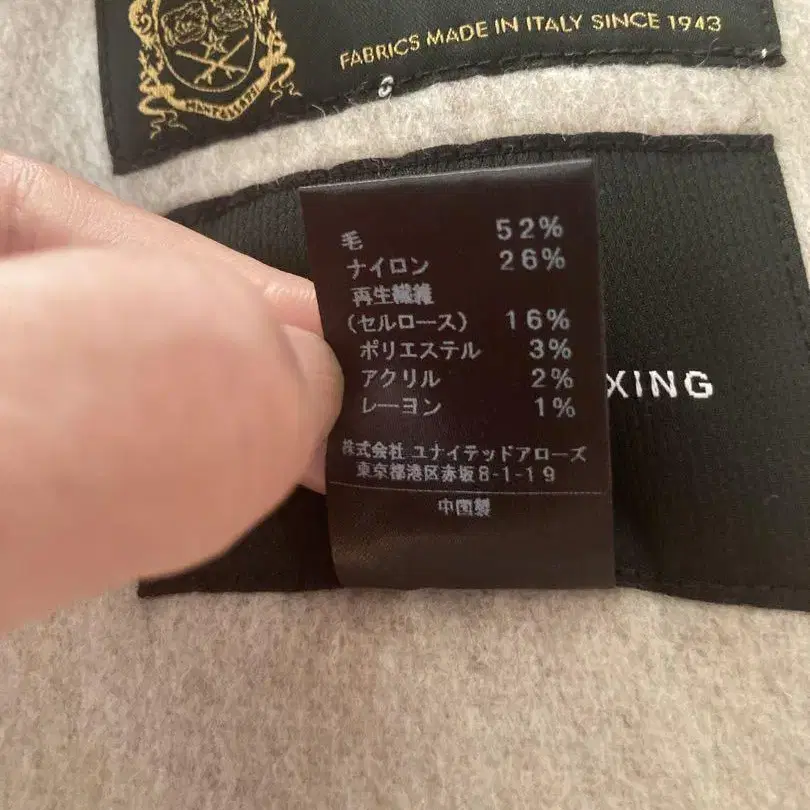 FABRICS MADE IN ITALY SINCE 1943
毛 52%
ナイロン 26%
再生繊維
(セルロース) 16%
ポリエステル 3%
アクリル 2%
レーヨン 1%
XING
株式会社 ユナイテッドアローズ
東京都港区赤坂8-1-19
中国製